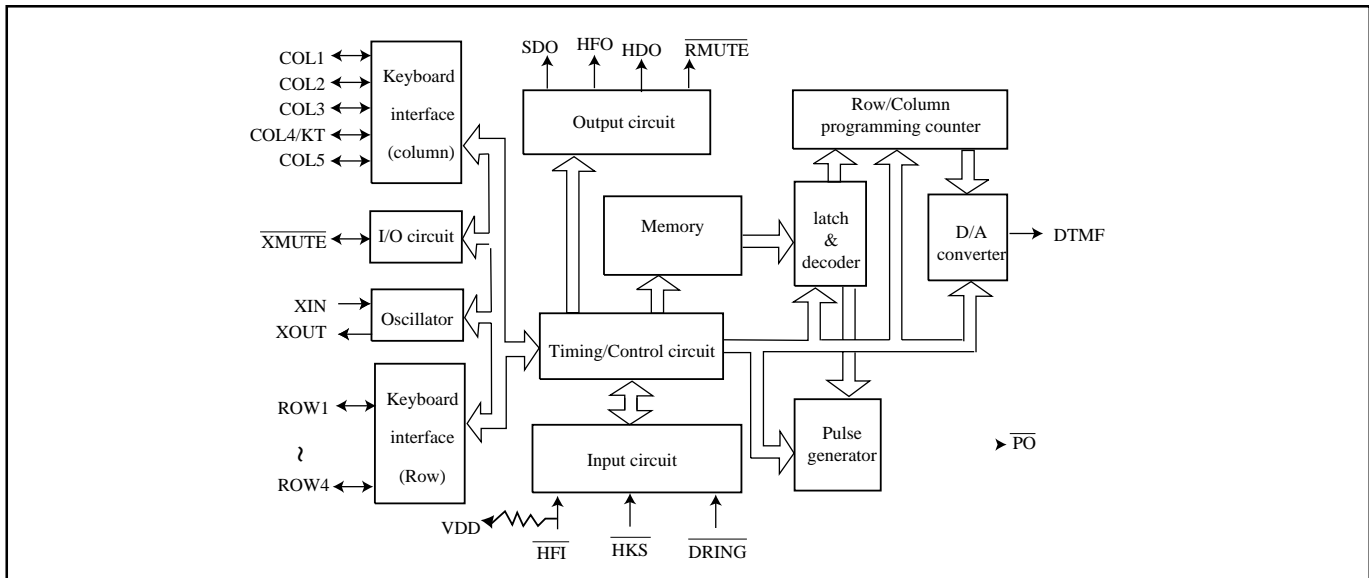 COL1
COL2
COL3
COL4/KT
COL5
Keyboard
interface
(column)
SDO
HFO
HDO
RMUTE
Output circuit
Row/Column
programming counter
XMUTE
I/O circuit
Memory
latch
&
decoder
D/A
converter
DTMF
XIN
XOUT
Oscillator
Timing/Control circuit
ROW1
~
ROW4
Keyboard
interface
(Row)
Input circuit
Pulse
generator
PO
VDD
HFI
HKS
DRING